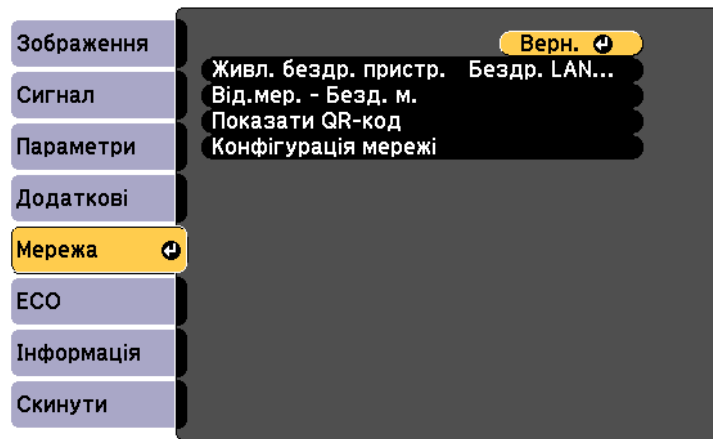 Зображення
Сигнал
Параметри
Додаткові
Мережа
ECO
Інформація
Скинути
Верн.
Живл. бездр. пристр. Бездр. LAN...
Від.мер. - Безд. м.
Показати QR-код
Конфігурація мережі